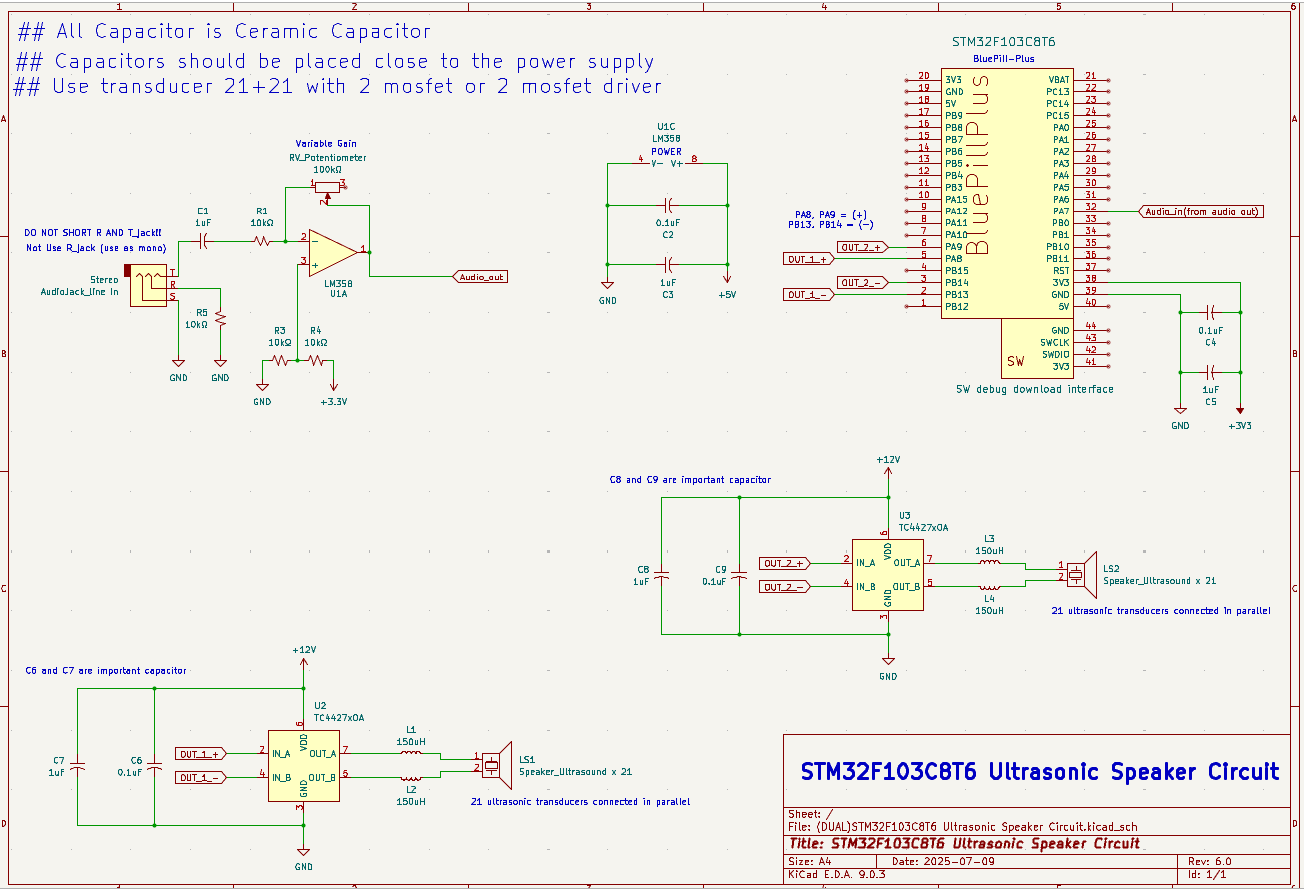 ## All Capacitor is Ceramic Capacitor
## Capacitors should be placed close to the power supply
## Use transducer 21+21 with 2 mosfet or 2 mosfet driver
1
2
3
4
5
6
A
B
C
D
DO NOT SHORT R AND T_jack!!
Not Use R_jack (use as mono)
Stereo
AudioJack_line in
T
R
S
C1
1uF
R1
10kΩ
R5
10kΩ
GND
GND
Variable Gain
RV_Potentiometer
100kΩ
1
3
2
2
3
1
LM358
U1A
R3
10kΩ
R4
10kΩ
GND
+3.3V
Audio_out
U1C
LM358
POWER
4 V- V+ 8
0.1uF
C2
1uF
C3
GND
+5V
STM32F103C8T6
BluePill-Plus
BluePillPlus
20 3V3
19 GND
18 5V
17 PB9
16 PB8
15 PB7
14 PB6
13 PB5
12 PB4
11 PB3
10 PA15
9 PA12
8 PA11
7 PA10
6 PA9
5 PA8
4 PB15
3 PB14
2 PB13
1 PB12
VBAT 21
PC13 22
PC14 23
PC15 24
PA0 25
PA1 26
PA2 27
PA3 28
PA4 29
PA5 30
PA6 31
PA7 32
PB0 33
PB1 34
PB10 35
PB11 36
RST 37
3V3 38
GND 39
5V 40
GND 44
SWCLK 43
SWDIO 42
3V3 41
SW
SW debug download interface
PA8, PA9 = (+)
PB13, PB14 = (-)
OUT_2_+
OUT_1_+
OUT_2_-
OUT_1_-
Audio_in(from audio out)
0.1uF
C4
1uF
C5
GND
+3V3
C8 and C9 are important capacitor
+12V
U3
TC4427xOA
C8
1uF
C9
0.1uF
OUT_2_+
OUT_2_-
2 IN_A
4 IN_B
6 VDD
GND 3
OUT_A 7
OUT_B 5
L3
150uH
L4
150uH
1
2
LS2
Speaker_Ultrasound x 21
21 ultrasonic transducers connected in parallel
GND
C6 and C7 are important capacitor
+12V
U2
TC4427xOA
C7
1uF
C6
0.1uF
OUT_1_+
OUT_1_-
2 IN_A
4 IN_B
6 VDD
GND 3
OUT_A 7
OUT_B 5
L1
150uH
L2
150uH
1
2
LS1
Speaker_Ultrasound x 21
21 ultrasonic transducers connected in parallel
GND
STM32F103C8T6 Ultrasonic Speaker Circuit
Sheet: /
File: (DUAL)STM32F103C8T6 Ultrasonic Speaker Circuit.kicad_sch
Title: STM32F103C8T6 Ultrasonic Speaker Circuit
Size: A4 Date: 2025-07-09 Rev: 6.0
KiCad E.D.A. 9.0.3 Id: 1/1